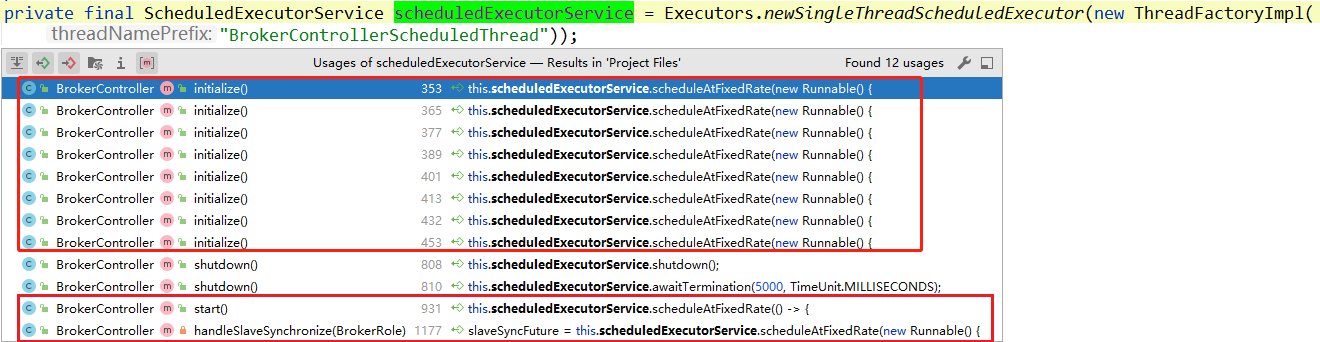 private final ScheduledExecutorService scheduledExecutorService = Executors.newSingleThreadScheduledExecutor(new ThreadFactoryImpl(
threadNamePrefix: "BrokerControllerScheduledThread"));
Usages of scheduledExecutorService — Results in 'Project Files' Found 12 usages
C BrokerController m initialize() 353 this.scheduledExecutorService.scheduleAtFixedRate(new Runnable() {
C BrokerController m initialize() 365 this.scheduledExecutorService.scheduleAtFixedRate(new Runnable() {
C BrokerController m initialize() 377 this.scheduledExecutorService.scheduleAtFixedRate(new Runnable() {
C BrokerController m initialize() 389 this.scheduledExecutorService.scheduleAtFixedRate(new Runnable() {
C BrokerController m initialize() 401 this.scheduledExecutorService.scheduleAtFixedRate(new Runnable() {
C BrokerController m initialize() 413 this.scheduledExecutorService.scheduleAtFixedRate(new Runnable() {
C BrokerController m initialize() 432 this.scheduledExecutorService.scheduleAtFixedRate(new Runnable() {
C BrokerController m initialize() 453 this.scheduledExecutorService.scheduleAtFixedRate(new Runnable() {
C BrokerController m shutdown() 808 this.scheduledExecutorService.shutdown();
C BrokerController m shutdown() 810 this.scheduledExecutorService.awaitTermination(5000, TimeUnit.MILLISECONDS);
C BrokerController m start() 931 this.scheduledExecutorService.scheduleAtFixedRate(() -> {
C BrokerController m handleSlaveSynchronize(BrokerRole) 1177 slaveSyncFuture = this.scheduledExecutorService.scheduleAtFixedRate(new Runnable() {